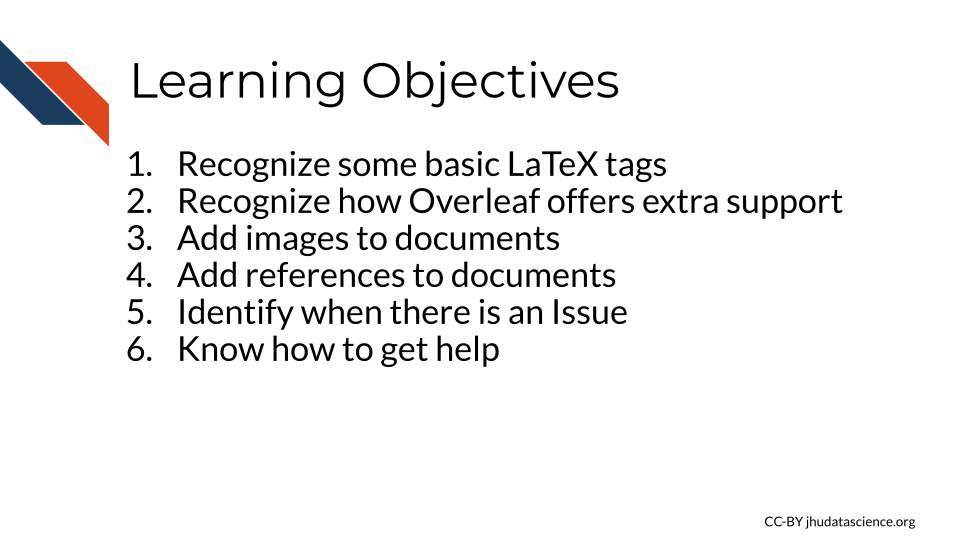 Learning Objectives
1. Recognize some basic LaTeX tags
2. Recognize how Overleaf offers extra support
3. Add images to documents
4. Add references to documents
5. Identify when there is an Issue
6. Know how to get help
CC-BY jhudatascience.org